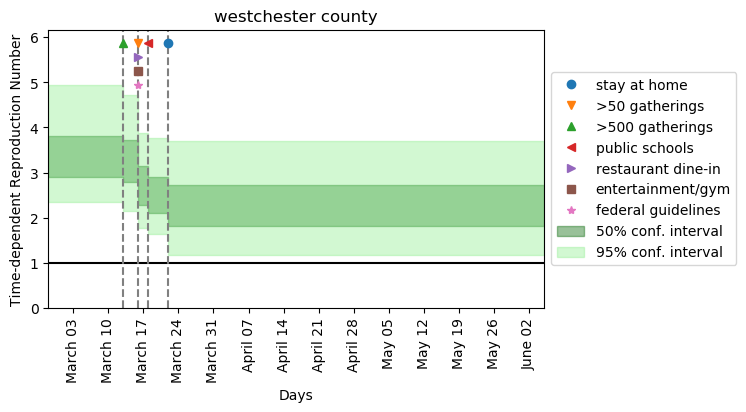 westchester county
Time-dependent Reproduction Number
6
5
4
3
2
1
0
March 03
March 10
March 17
March 24
March 31
April 07
April 14
April 21
April 28
May 05
May 12
May 19
May 26
June 02
Days
stay at home
>50 gatherings
>500 gatherings
public schools
restaurant dine-in
entertainment/gym
federal guidelines
50% conf. interval
95% conf. interval